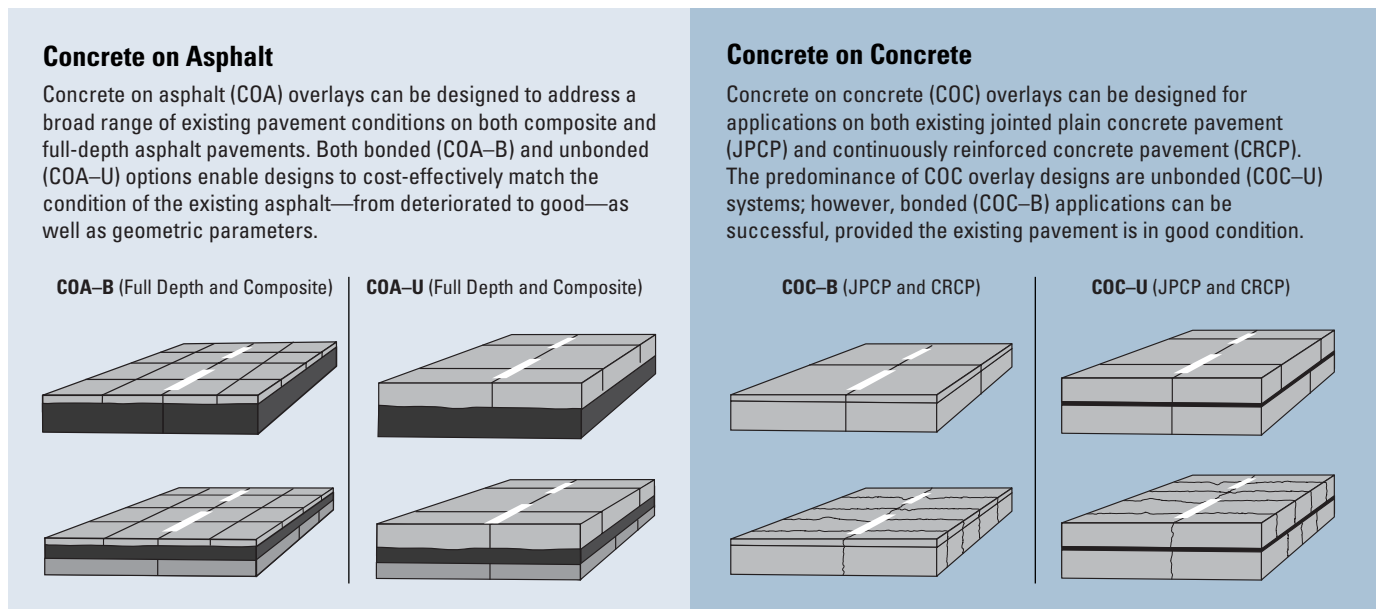 Concrete on Asphalt
Concrete on asphalt (COA) overlays can be designed to address a
broad range of existing pavement conditions on both composite and
full-depth asphalt pavements. Both bonded (COA–B) and unbonded
(COA–U) options enable designs to cost-effectively match the
condition of the existing asphalt—from deteriorated to good—as
well as geometric parameters.
COA–B (Full Depth and Composite)
COA–U (Full Depth and Composite)
Concrete on Concrete
Concrete on concrete (COC) overlays can be designed for
applications on both existing jointed plain concrete pavement
(JPCP) and continuously reinforced concrete pavement (CRCP).
The predominance of COC overlay designs are unbonded (COC–U)
systems; however, bonded (COC–B) applications can be
successful, provided the existing pavement is in good condition.
COC–B (JPCP and CRCP)
COC–U (JPCP and CRCP)